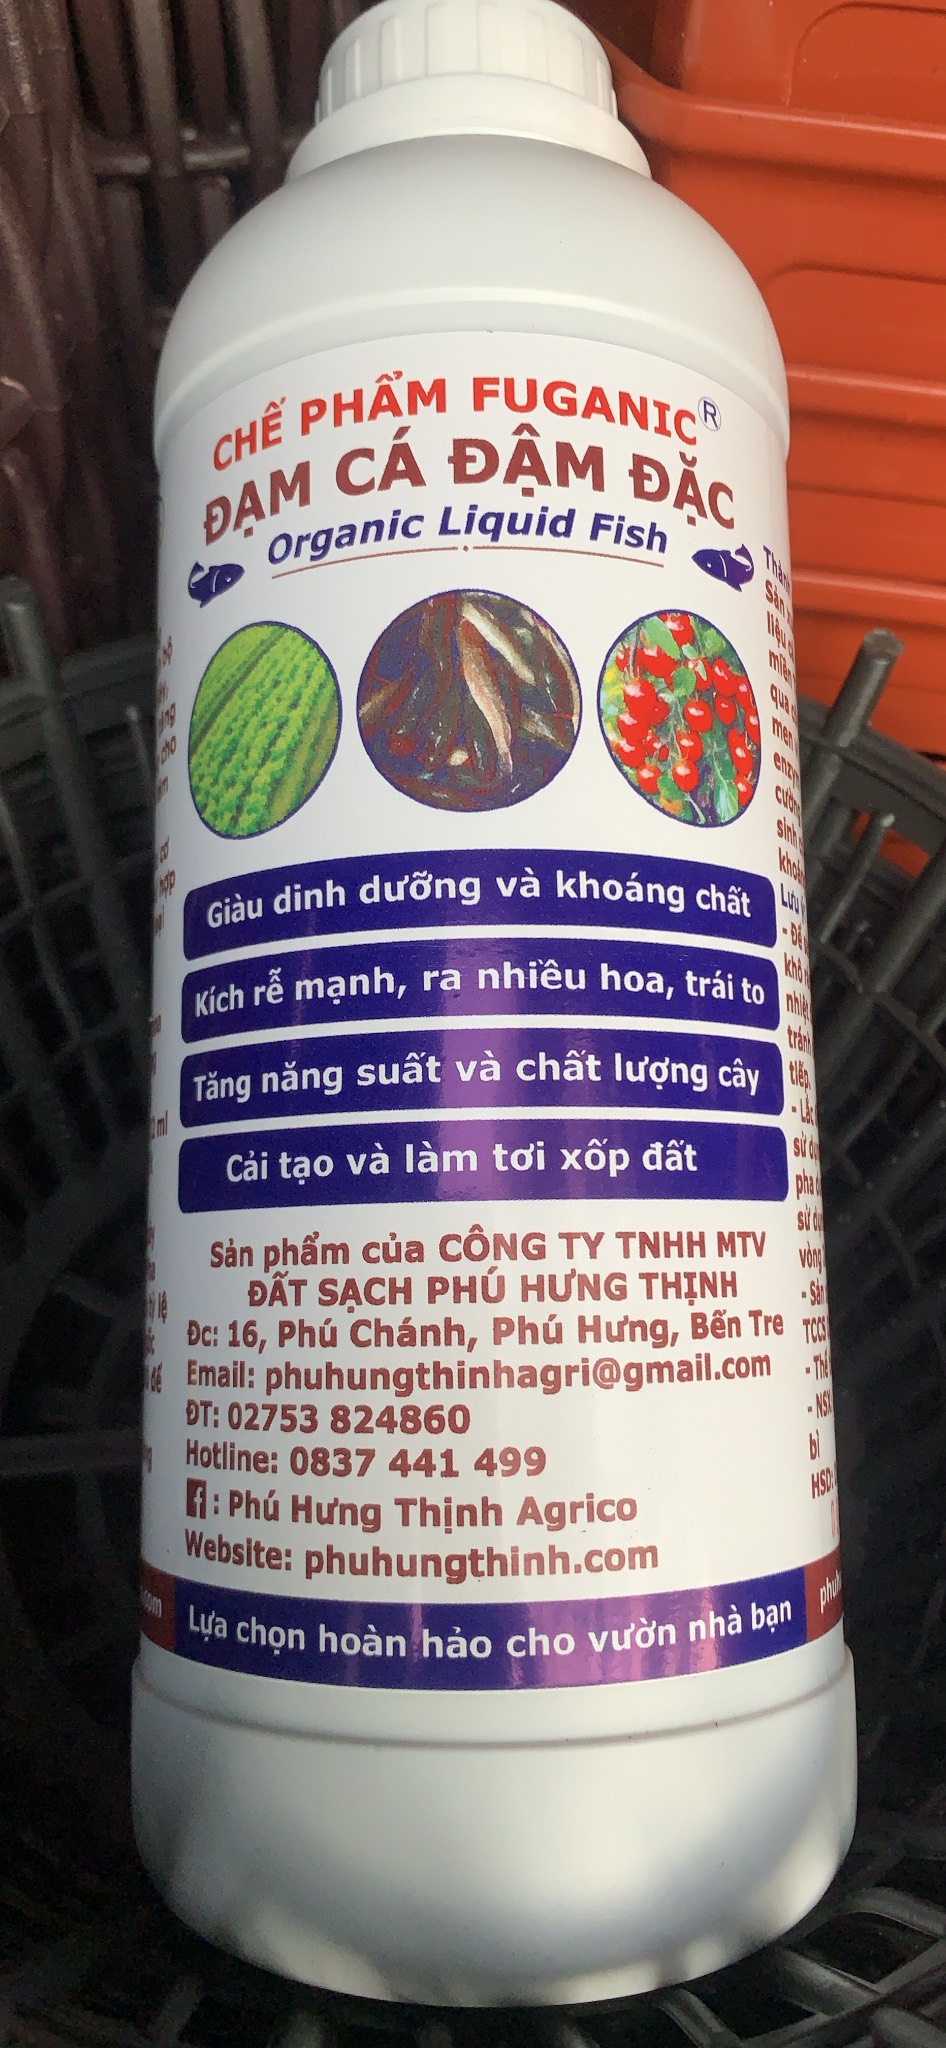 CHẾ PHẨM FUGANIC®
ĐẠM CÁ ĐẬM ĐẶC
Organic Liquid Fish
Giàu dinh dưỡng và khoáng chất
Kích rễ mạnh, ra nhiều hoa, trái to
Tăng năng suất và chất lượng cây
Cải tạo và làm tơi xốp đất
Sản phẩm của CÔNG TY TNHH MTV
ĐẤT SẠCH PHÚ HƯNG THỊNH
Đc: 16, Phú Chánh, Phú Hưng, Bến Tre
Email: phuhungthinhagri@gmail.com
ĐT: 02753 824860
Hotline: 0837 441 499
f: Phú Hưng Thịnh Agrico
Website: phuhungthinh.com
Lựa chọn hoàn hảo cho vườn nhà bạn